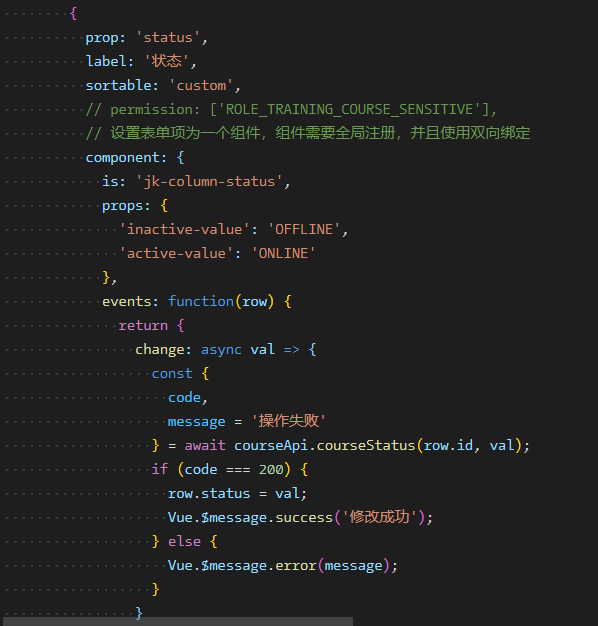 {
prop: 'status',
label: '状态',
sortable: 'custom',
// permission: ['ROLE_TRAINING_COURSE_SENSITIVE'],
// 设置表单项为一个组件，组件需要全局注册，并且使用双向绑定
component: {
is: 'jk-column-status',
props: {
'inactive-value': 'OFFLINE',
'active-value': 'ONLINE'
},
events: function(row) {
return {
change: async val => {
const {
code,
message = '操作失败'
} = await courseApi.courseStatus(row.id, val);
if (code === 200) {
row.status = val;
Vue.$message.success('修改成功');
} else {
Vue.$message.error(message);
}
}